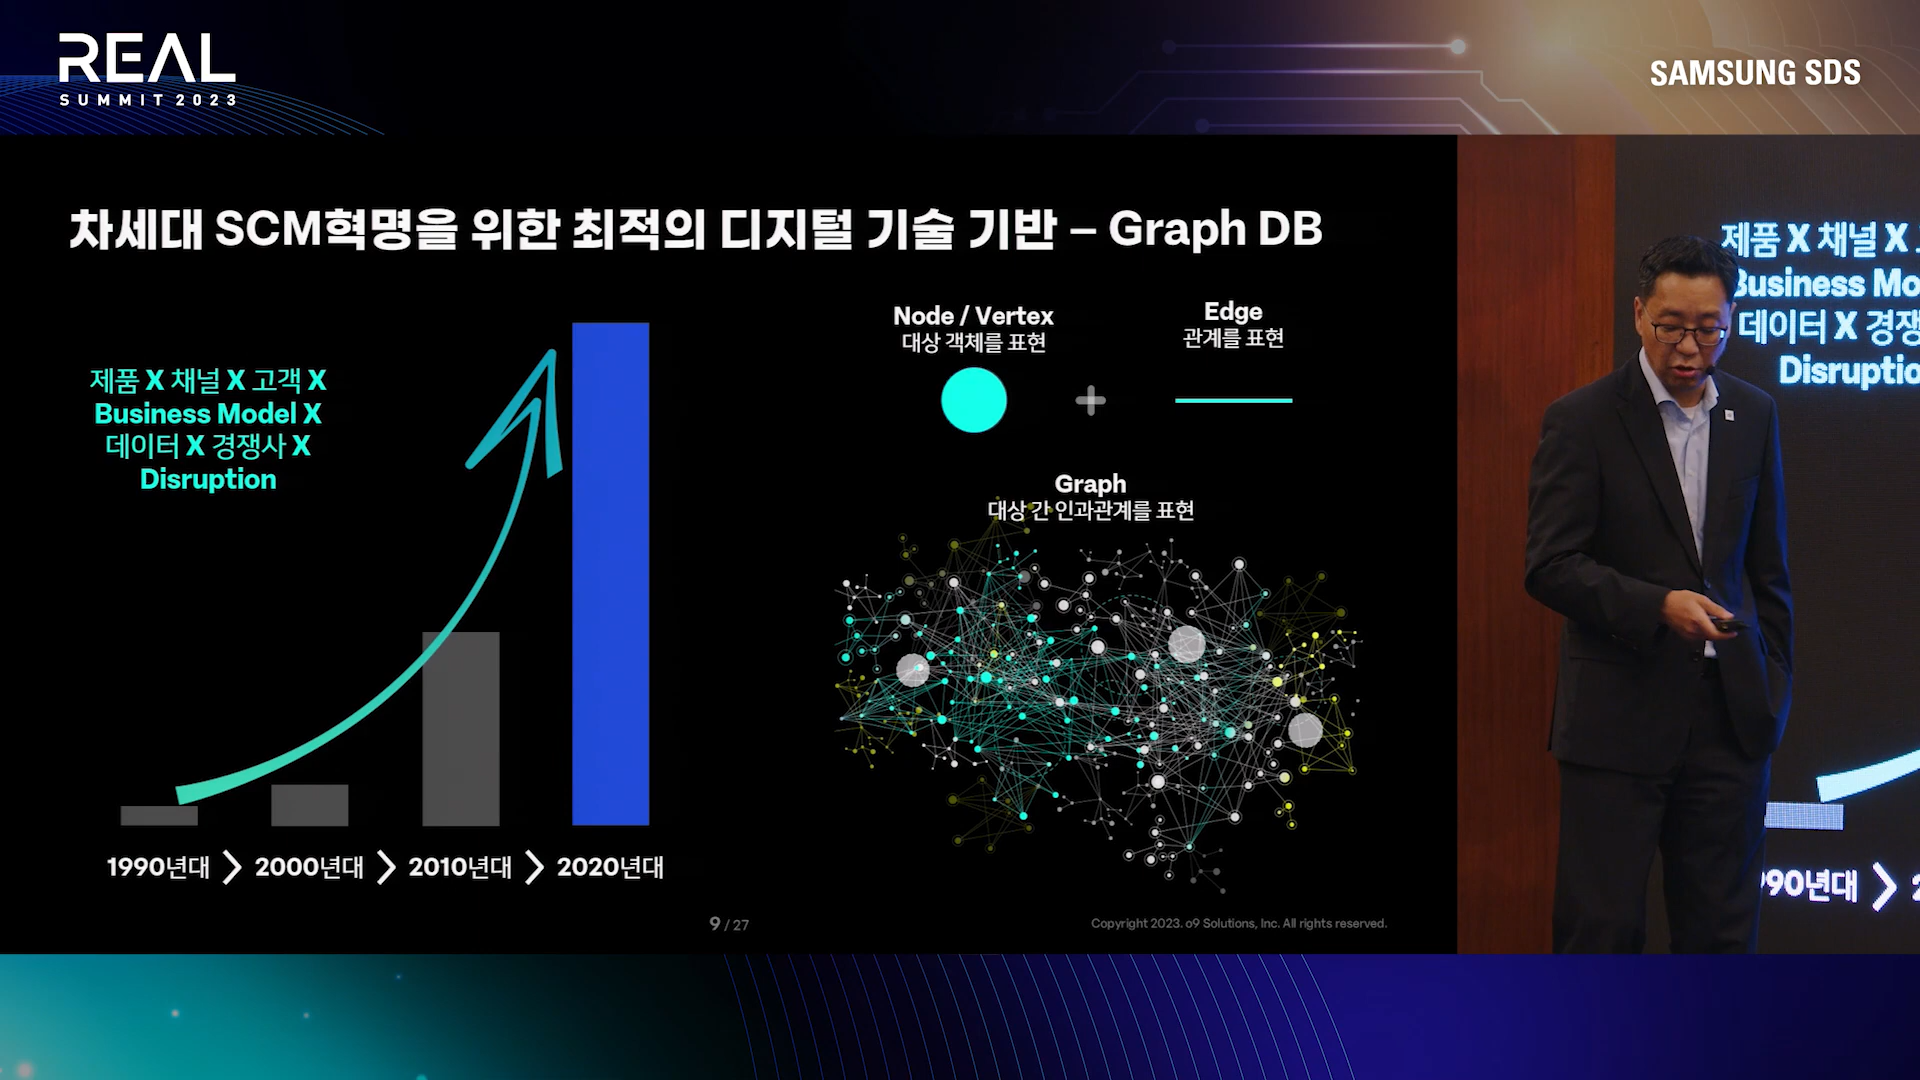 REAL
SUMMIT 2023
SAMSUNG SDS
차세대 SCM혁명을 위한 최적의 디지털 기술 기반 – Graph DB
제품 X 채널 X 고객 X
Business Model X
데이터 X 경쟁사 X
Disruption
1990년대
2000년대
2010년대
2020년대
Node / Vertex
대상 객체를 표현
Edge
관계를 표현
Graph
대상 간 인과관계를 표현
9 / 27
Copyright 2023. o9 Solutions, Inc. All rights reserved.
제품 X 채널 X
Business Mo
데이터 X 경쟁
Disruptio
90년대